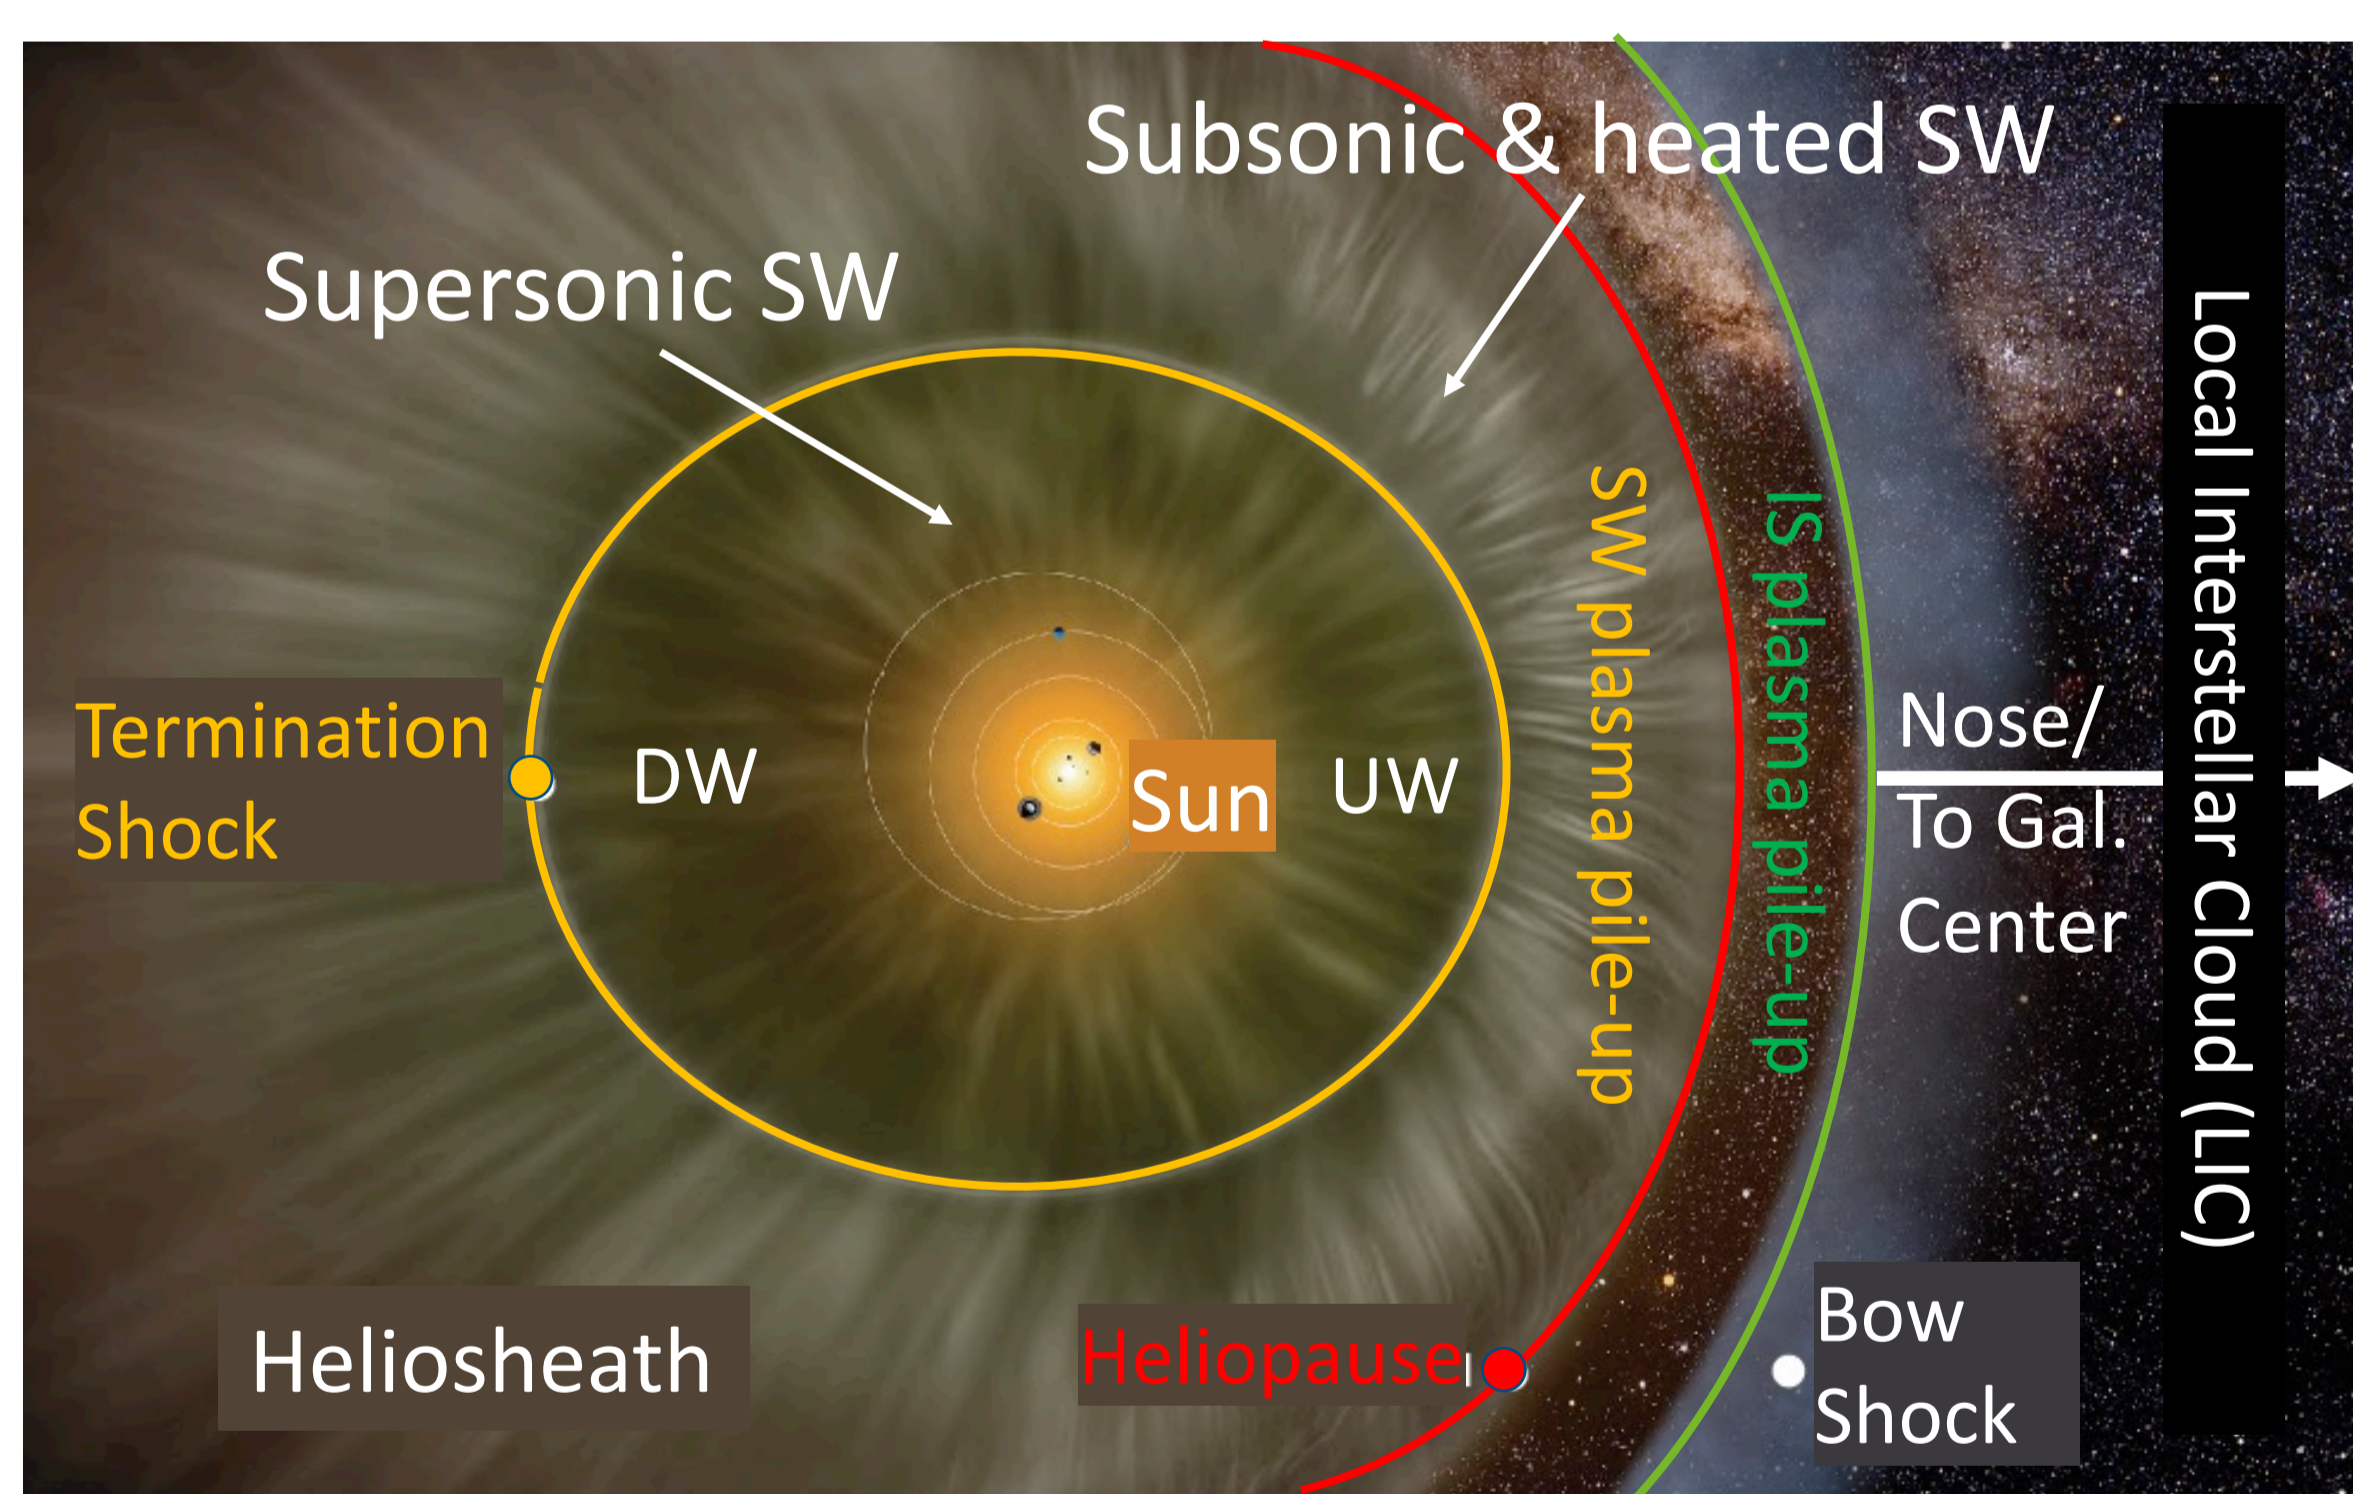 Subsonic & heated SW
Supersonic SW
Termination
Shock
DW
Sun
UW
SW plasma pile-up
IS plasma pile-up
Nose/
To Gal.
Center
Local Interstellar Cloud (LIC)
Heliosheath
Heliopause
Bow
Shock